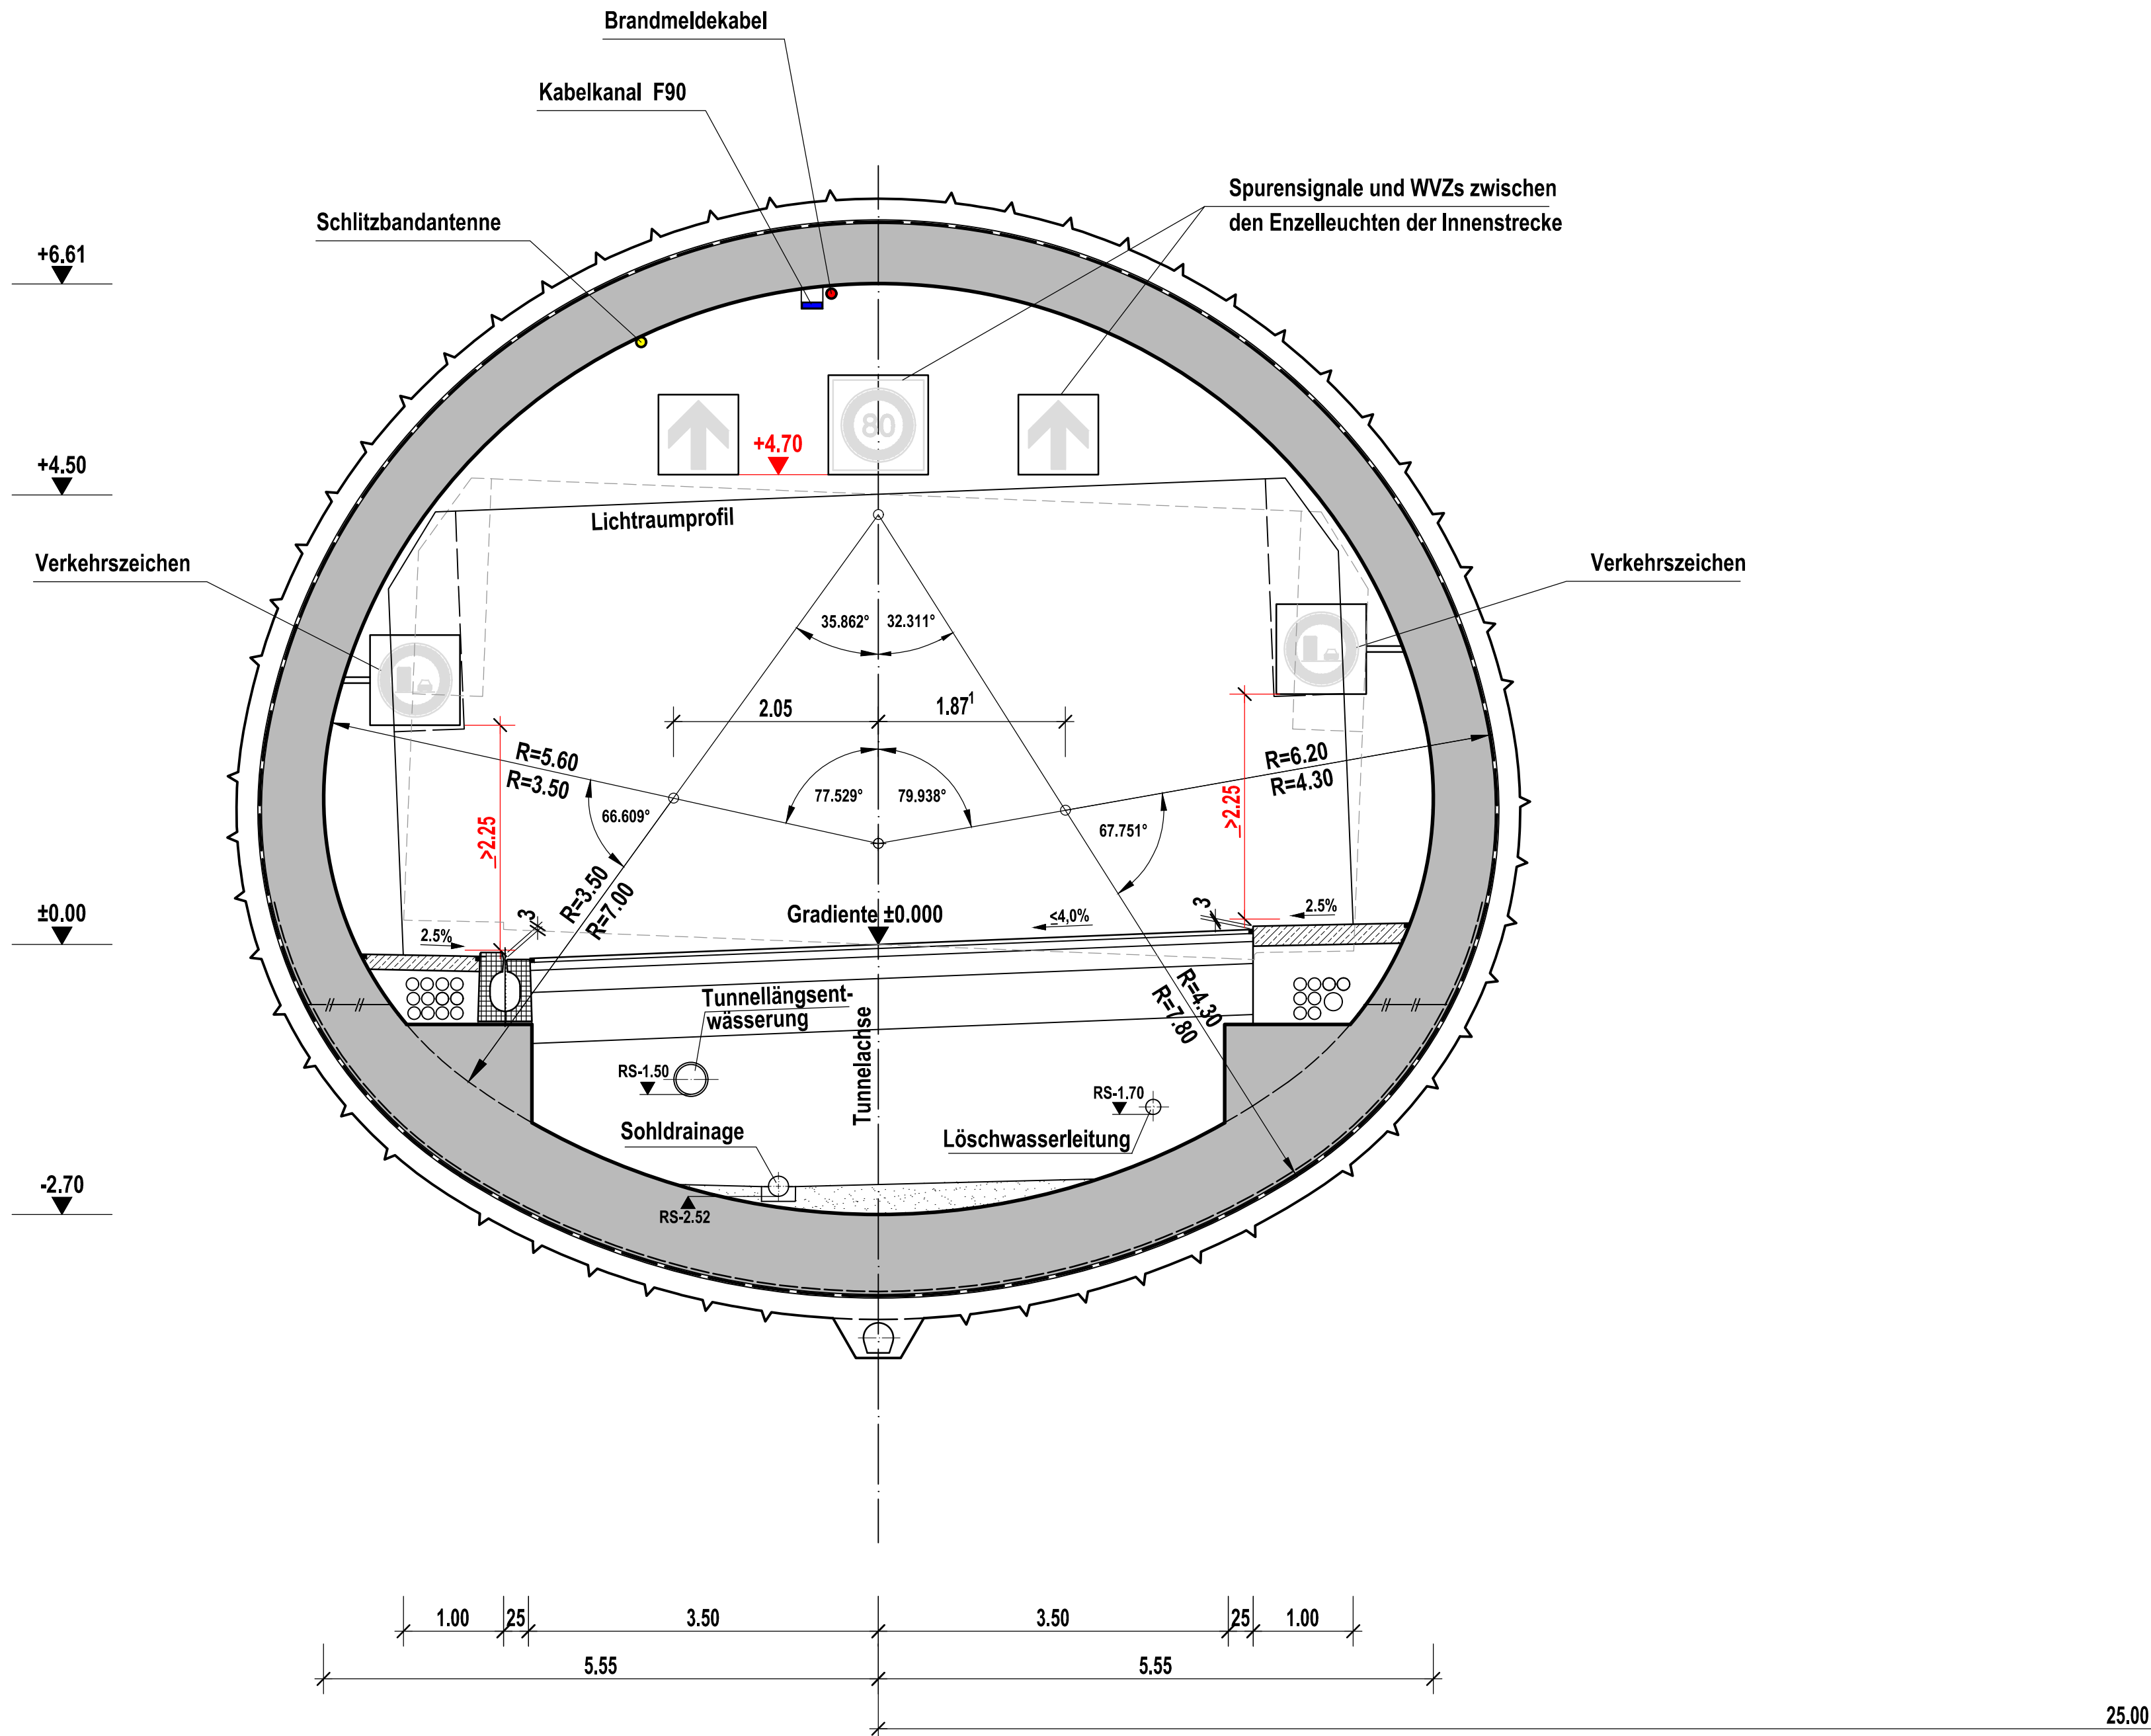 Brandmeldekabel
Kabelkanal F90
Spurensignale und WVZs zwischen
den Enzelleuchten der Innenstrecke
Schlitzbandantenne
+6.61
80
+4.70
+4.50
Lichtraumprofil
Verkehrszeichen
Verkehrszeichen
35.862°
32.311°
2.05
1.87¹
R=5.60
R=3.50
R=6.20
R=4.30
77.529°
79.938°
66.609°
67.751°
≥2.25
≥2.25
R=3.50
R=7.00
3
3
±0.00
Gradiente ±0.000
≤4,0%
2.5%
2.5%
R=4.30
R=7.80
Tunnellängsent-
wässerung
Tunnelachse
RS-1.50
RS-1.70
Sohldrainage
Löschwasserleitung
-2.70
RS-2.52
1.00
25
3.50
3.50
25
1.00
5.55
5.55
25.00